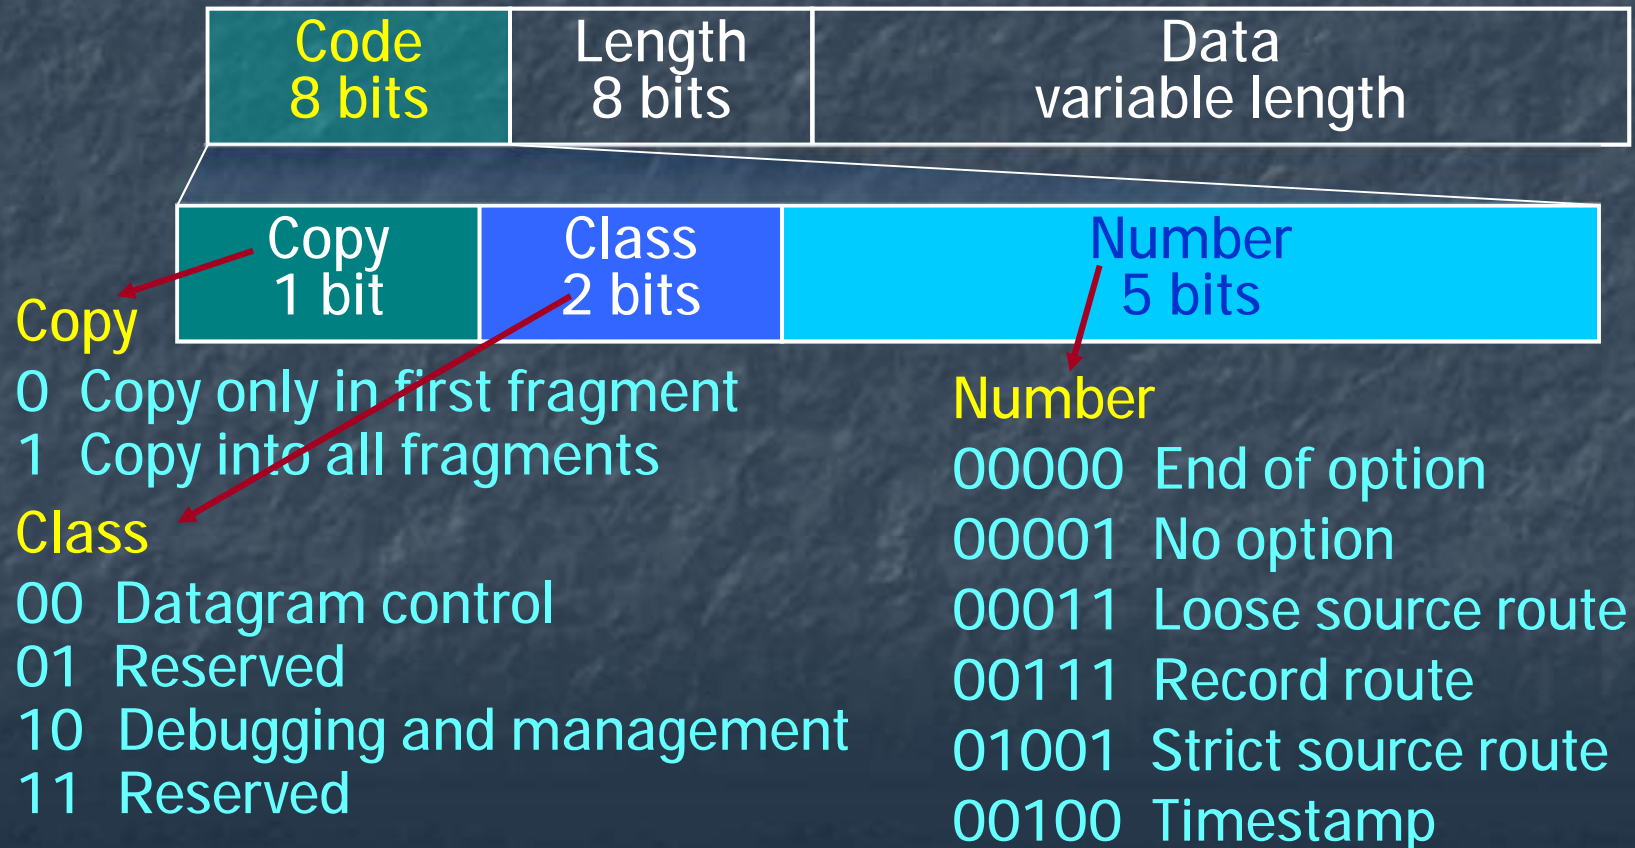 Code
8 bits
Length
8 bits
Data
variable length
Copy
1 bit
Class
2 bits
Number
5 bits
Copy
0 Copy only in first fragment
1 Copy into all fragments
Class
00 Datagram control
01 Reserved
10 Debugging and management
11 Reserved
Number
00000 End of option
00001 No option
00011 Loose source route
00111 Record route
01001 Strict source route
00100 Timestamp